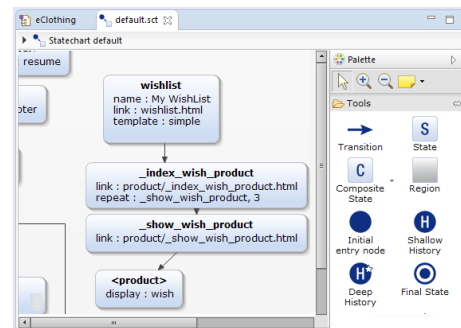 eClothing
default.sct
Statechart default
resume
wishlist
name : My WishList
link : wishlist.html
template : simple
_index_wish_product
link : product/_index_wish_product.html
repeat : _show_wish_product, 3
_show_wish_product
link : product/_show_wish_product.html
<product>
display : wish
Palette
Tools
Transition
S
State
C
Composite
State
Region
Initial
entry node
H
Shallow
History
H*
Deep
History
Final State